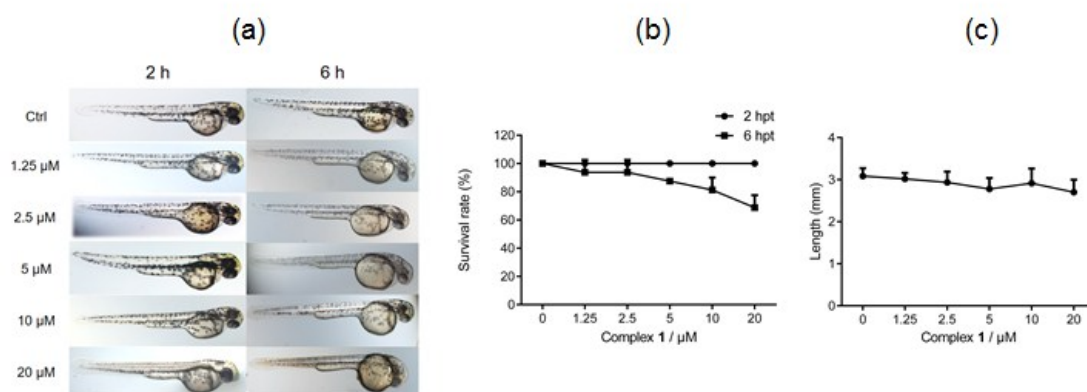 (a)
2 h 6 h
Ctrl
1.25 µM
2.5 µM
5 µM
10 µM
20 µM
(b)
2 hpt
6 hpt
Survival rate (%)
120
100
80
60
40
20
0
0 1.25 2.5 5 10 20
Complex 1 / µM
(c)
Length (mm)
4
3
2
1
0
0 1.25 2.5 5 10 20
Complex 1 / µM